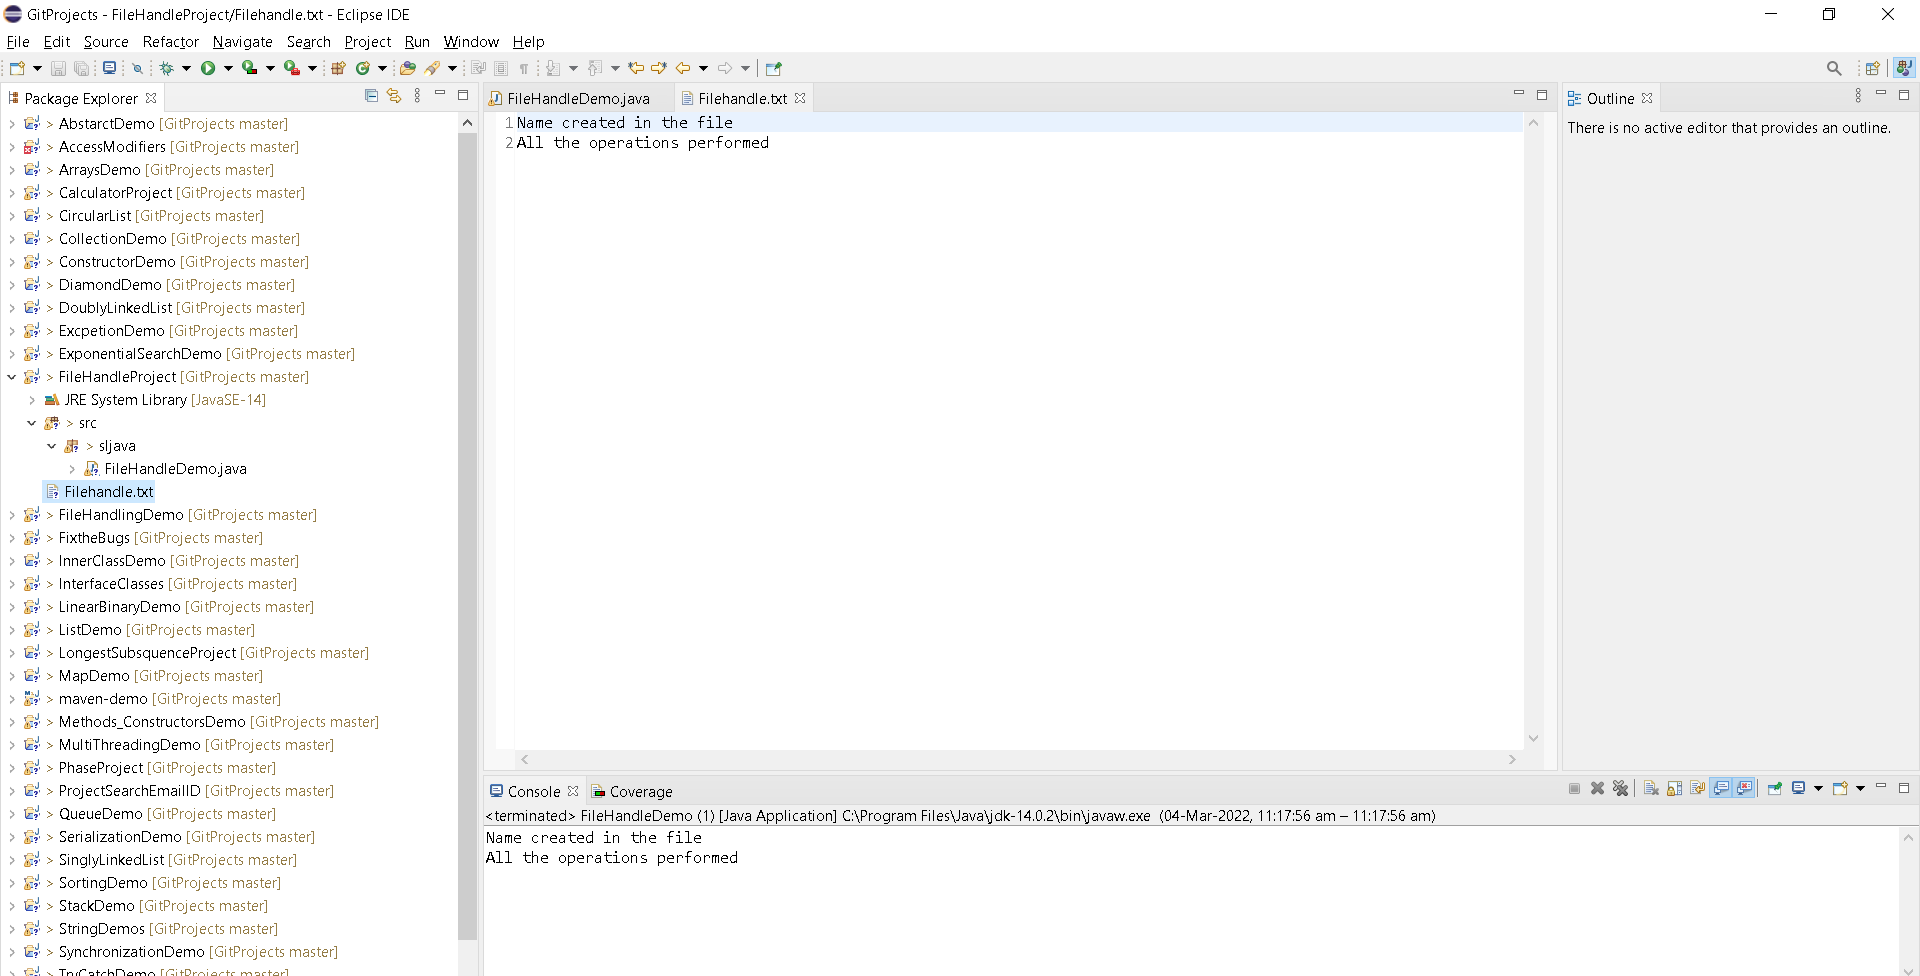 GitProjects - FileHandleProject/Filehandle.txt - Eclipse IDE
File Edit Source Refactor Navigate Search Project Run Window Help
Package Explorer
> AbstarctDemo [GitProjects master]
> AccessModifiers [GitProjects master]
> ArraysDemo [GitProjects master]
> CalculatorProject [GitProjects master]
> CircularList [GitProjects master]
> CollectionDemo [GitProjects master]
> ConstructorDemo [GitProjects master]
> DiamondDemo [GitProjects master]
> DoublyLinkedList [GitProjects master]
> ExcpetionDemo [GitProjects master]
> ExponentialSearchDemo [GitProjects master]
> FileHandleProject [GitProjects master]
JRE System Library [JavaSE-14]
> src
> sljava
FileHandleDemo.java
Filehandle.txt
> FileHandlingDemo [GitProjects master]
> FixtheBugs [GitProjects master]
> InnerClassDemo [GitProjects master]
> InterfaceClasses [GitProjects master]
> LinearBinaryDemo [GitProjects master]
> ListDemo [GitProjects master]
> LongestSubsquenceProject [GitProjects master]
> MapDemo [GitProjects master]
> maven-demo [GitProjects master]
> Methods_ConstructorsDemo [GitProjects master]
> MultiThreadingDemo [GitProjects master]
> PhaseProject [GitProjects master]
> ProjectSearchEmailID [GitProjects master]
> QueueDemo [GitProjects master]
> SerializationDemo [GitProjects master]
> SinglyLinkedList [GitProjects master]
> SortingDemo [GitProjects master]
> StackDemo [GitProjects master]
> StringDemos [GitProjects master]
> SynchronizationDemo [GitProjects master]
> TryCatchDemo [GitProjects master]
FileHandleDemo.java Filehandle.txt
1 Name created in the file
2 All the operations performed
Outline
There is no active editor that provides an outline.
Console Coverage
<terminated> FileHandleDemo (1) [Java Application] C:\Program Files\Java\jdk-14.0.2\bin\javaw.exe (04-Mar-2022, 11:17:56 am – 11:17:56 am)
Name created in the file
All the operations performed